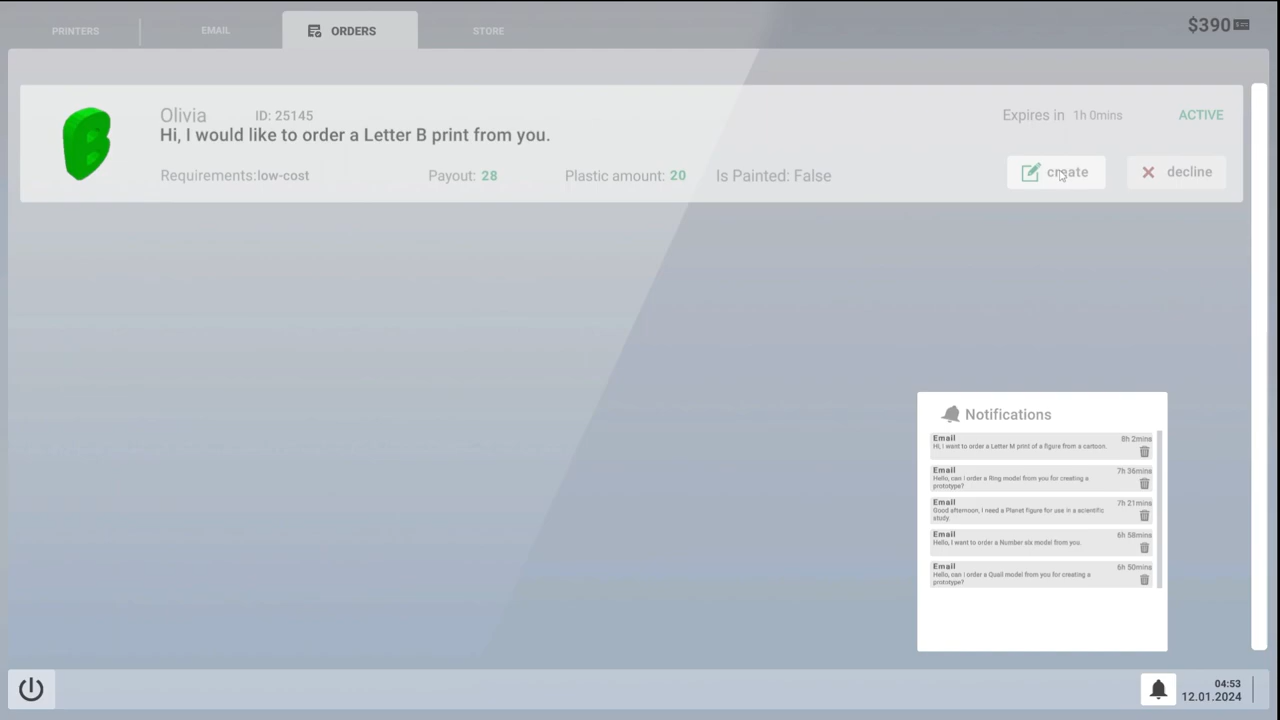 PRINTERS
EMAIL
ORDERS
STORE
$390
Olivia
ID: 25145
Expires in 1h 0mins
ACTIVE
Hi, I would like to order a Letter B print from you.
Requirements:low-cost
Payout: 28
Plastic amount: 20
Is Painted: False
create
decline
Notifications
Email
8h 2mins
Hi, I want to order a Letter M print of a figure from a cartoon.
Email
7h 36mins
Hello, can I order a Ring model from you for creating a
prototype?
Email
7h 21mins
Good afternoon, I need a Planet figure for use in a scientific
study.
Email
6h 58mins
Hello, I want to order a Number six model from you.
Email
6h 50mins
Hello, can I order a Quail model from you for creating a
prototype?
04:53
12.01.2024